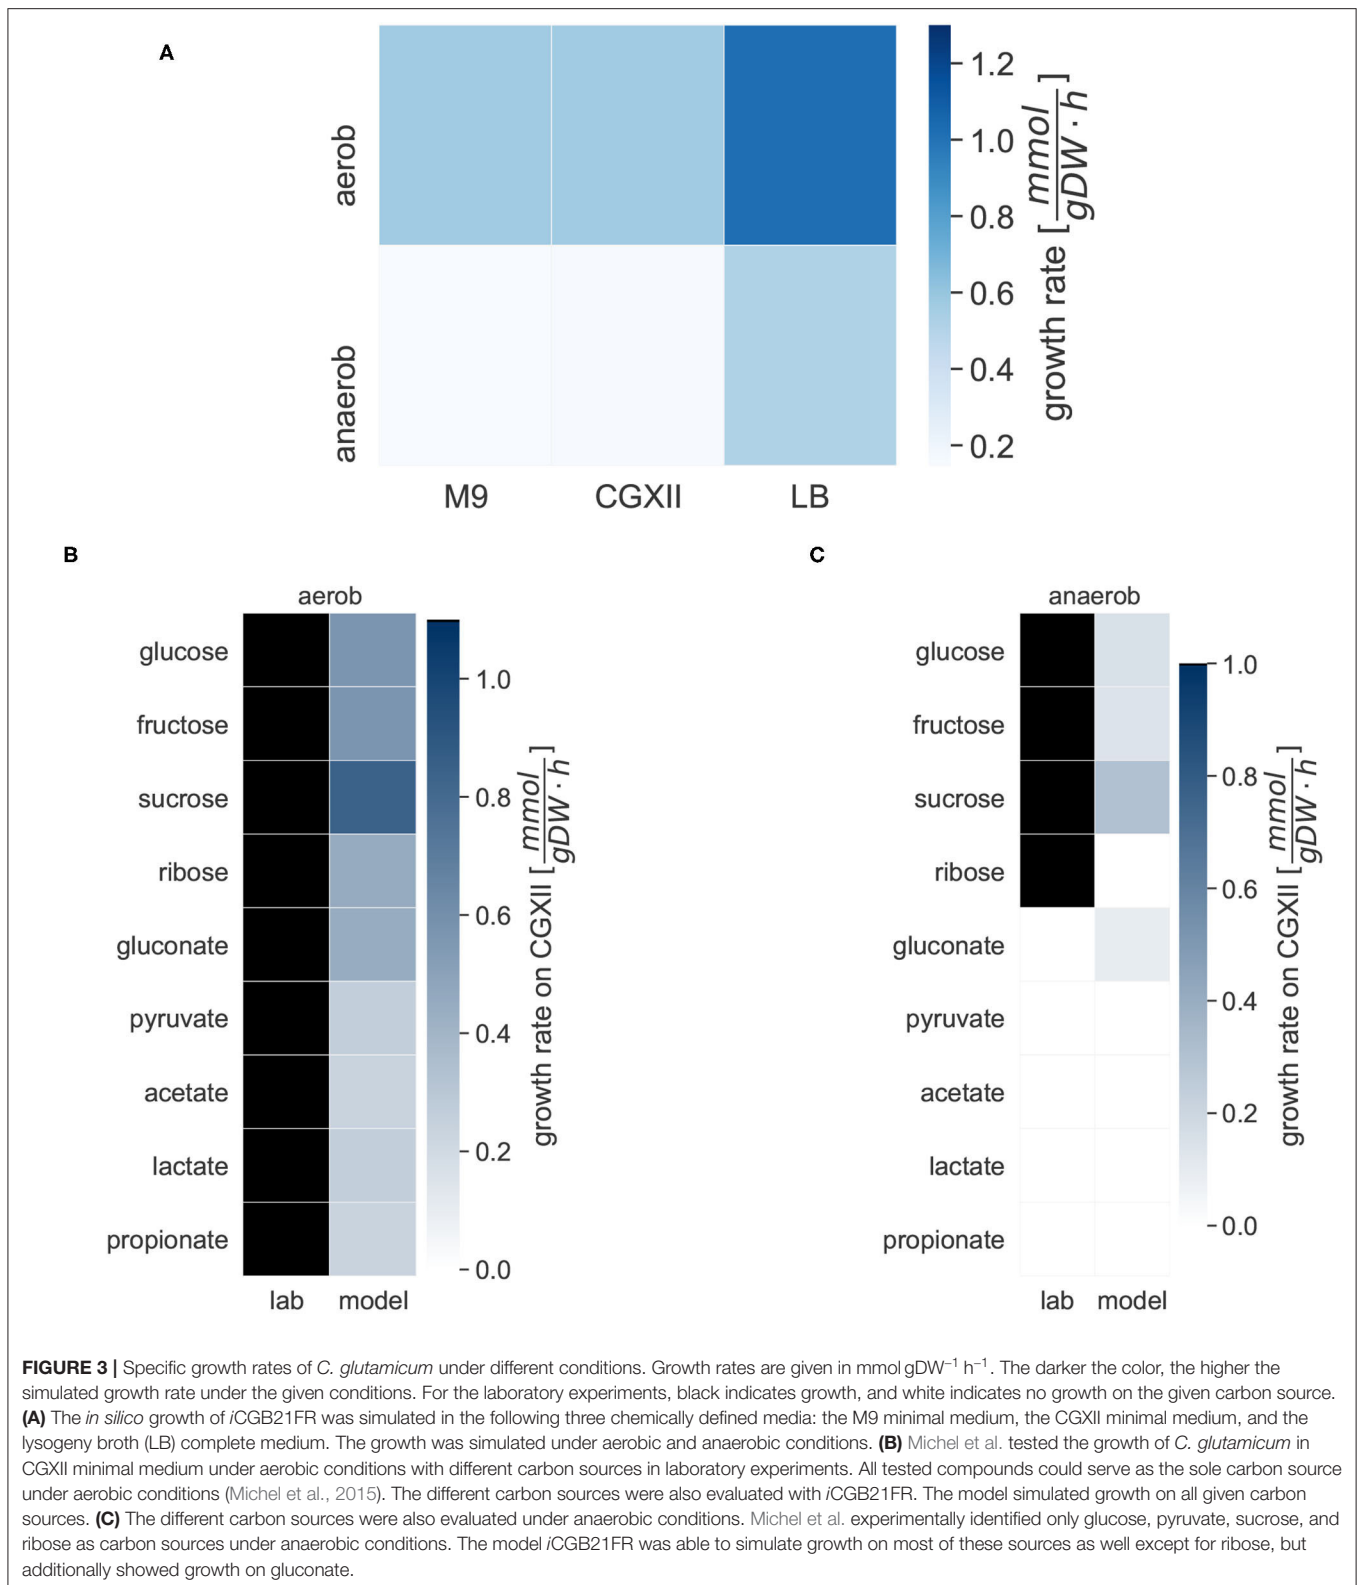 A
aerob
anaerob
M9 CGXII LB
1.2
1.0
0.8
0.6
0.4
0.2
growth rate [mmol / gDW · h]
B
aerob
glucose
fructose
sucrose
ribose
gluconate
pyruvate
acetate
lactate
propionate
lab model
1.0
0.8
0.6
0.4
0.2
0.0
growth rate on CGXII [mmol / gDW · h]
C
anaerob
glucose
fructose
sucrose
ribose
gluconate
pyruvate
acetate
lactate
propionate
lab model
1.0
0.8
0.6
0.4
0.2
0.0
growth rate on CGXII [mmol / gDW · h]
FIGURE 3 | Specific growth rates of C. glutamicum under different conditions. Growth rates are given in mmol gDW⁻¹ h⁻¹. The darker the color, the higher the
simulated growth rate under the given conditions. For the laboratory experiments, black indicates growth, and white indicates no growth on the given carbon source.
(A) The in silico growth of iCGB21FR was simulated in the following three chemically defined media: the M9 minimal medium, the CGXII minimal medium, and the
lysogeny broth (LB) complete medium. The growth was simulated under aerobic and anaerobic conditions. (B) Michel et al. tested the growth of C. glutamicum in
CGXII minimal medium under aerobic conditions with different carbon sources in laboratory experiments. All tested compounds could serve as the sole carbon source
under aerobic conditions (Michel et al., 2015). The different carbon sources were also evaluated with iCGB21FR. The model simulated growth on all given carbon
sources. (C) The different carbon sources were also evaluated under anaerobic conditions. Michel et al. experimentally identified only glucose, pyruvate, sucrose, and
ribose as carbon sources under anaerobic conditions. The model iCGB21FR was able to simulate growth on most of these sources as well except for ribose, but
additionally showed growth on gluconate.